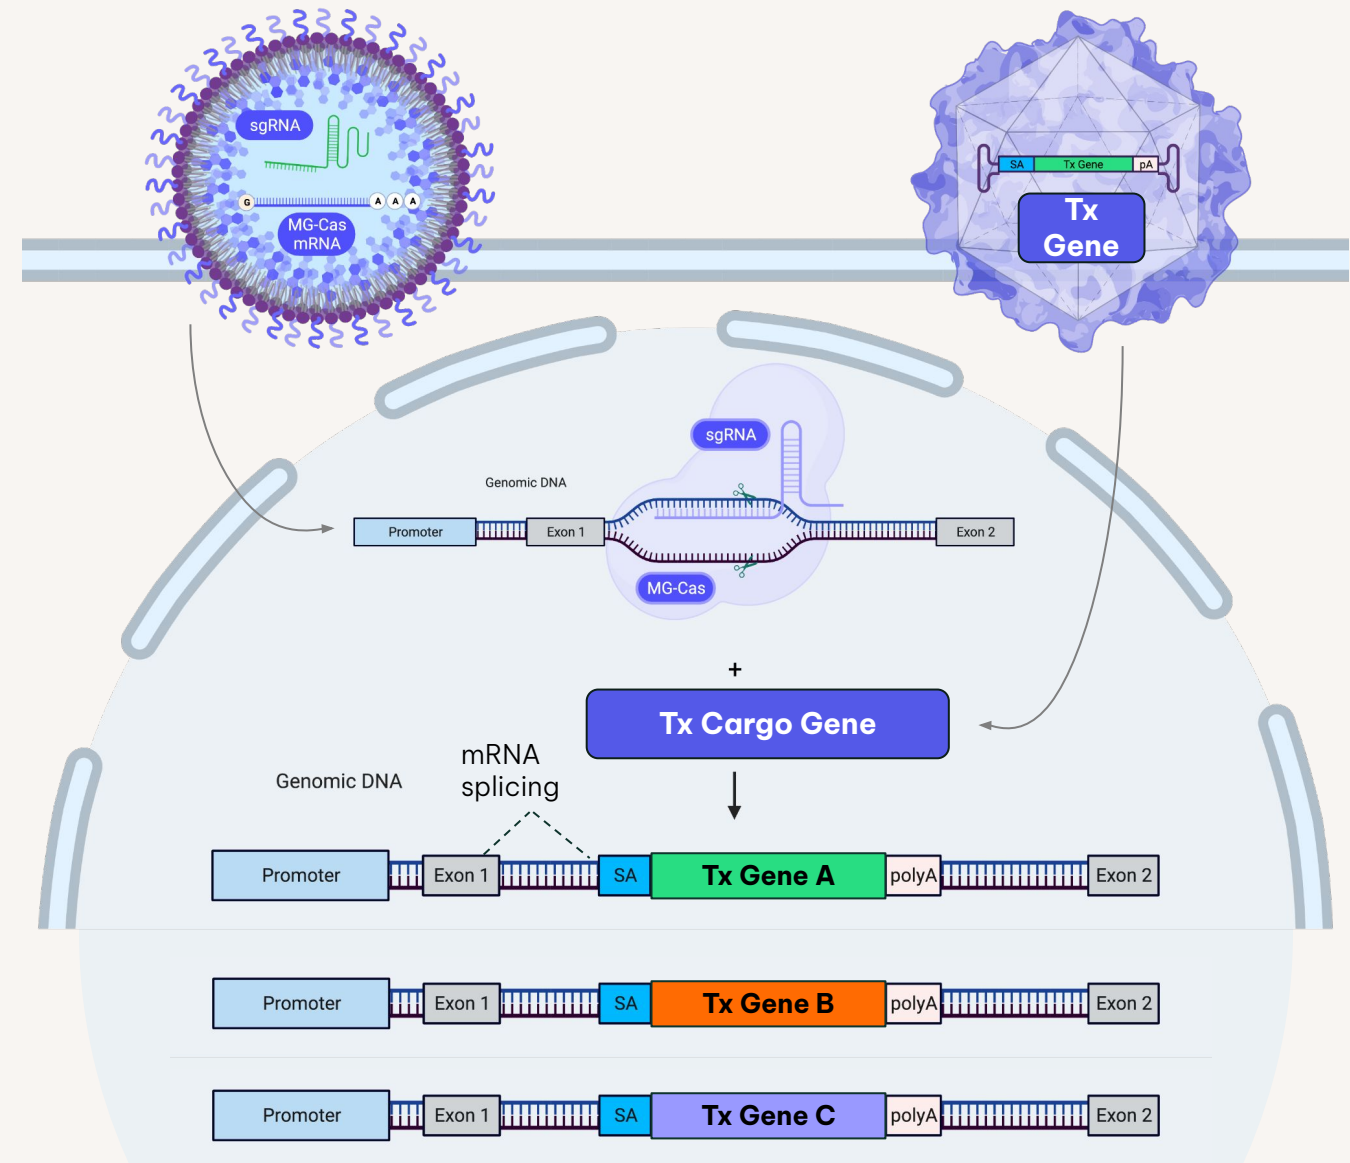 sgRNA
G
A A A
MG-Cas
mRNA
SA Tx Gene pA
Tx
Gene
sgRNA
Genomic DNA
Promoter Exon 1 Exon 2
MG-Cas
+
Tx Cargo Gene
mRNA
splicing
Genomic DNA
Promoter Exon 1 SA Tx Gene A polyA Exon 2
Promoter Exon 1 SA Tx Gene B polyA Exon 2
Promoter Exon 1 SA Tx Gene C polyA Exon 2